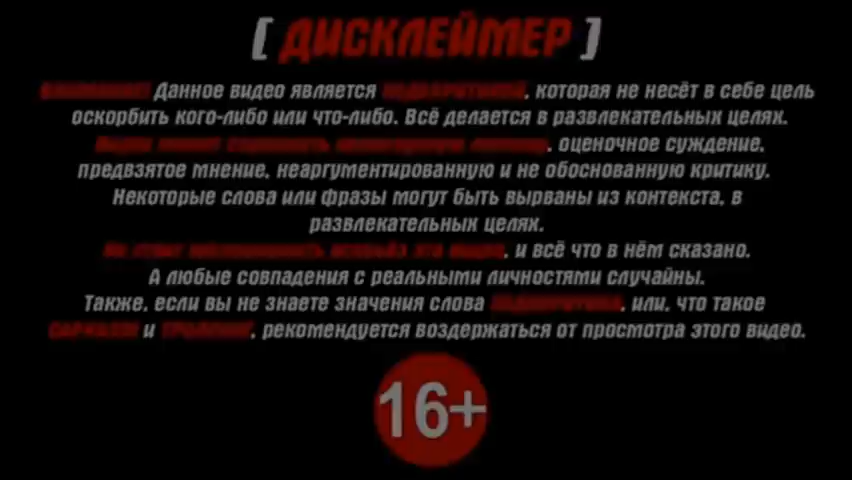 [ ДИСКЛЕЙМЕР ]
Данное видео является , которая не несёт в себе цель
оскорбить кого-либо или что-либо. Всё делается в развлекательных целях.
, оценочное суждение,
предвзятое мнение, неаргументированную и не обоснованную критику.
Некоторые слова или фразы могут быть вырваны из контекста, в
развлекательных целях.
, и всё что в нём сказано.
А любые совпадения с реальными личностями случайны.
Также, если вы не знаете значения слова , или, что такое
САРКАЗМ и , рекомендуется воздержаться от просмотра этого видео.
16+